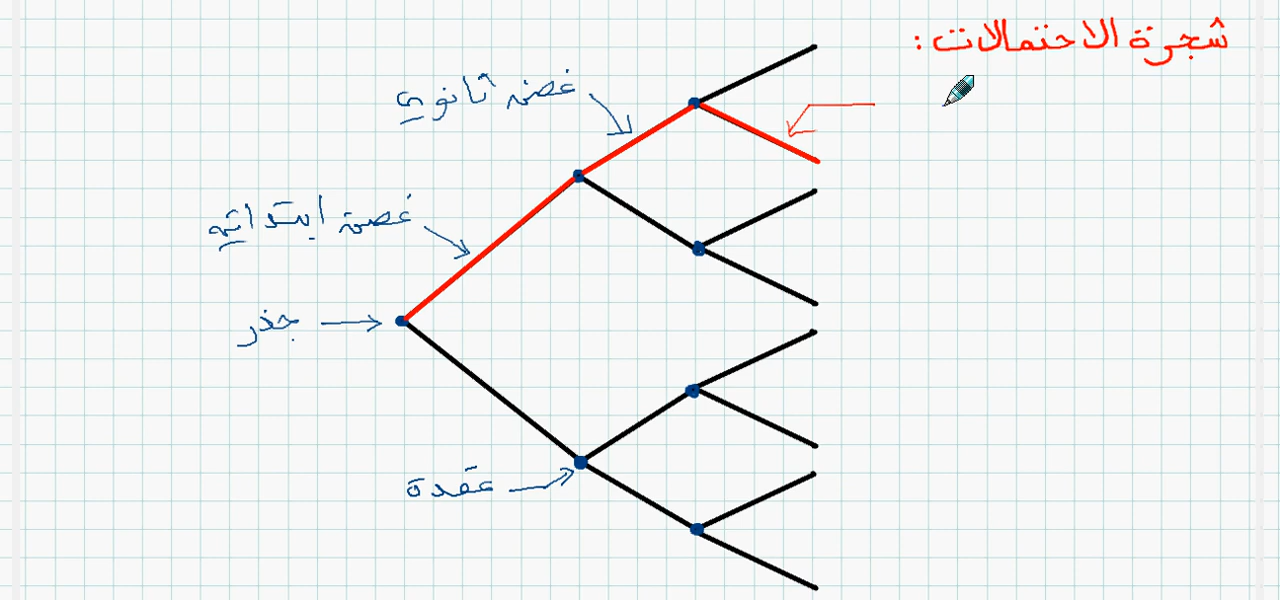 شجرة الاحتمالات :
غصن ثانوي
غصن ابتدائي
جذر
عقدة